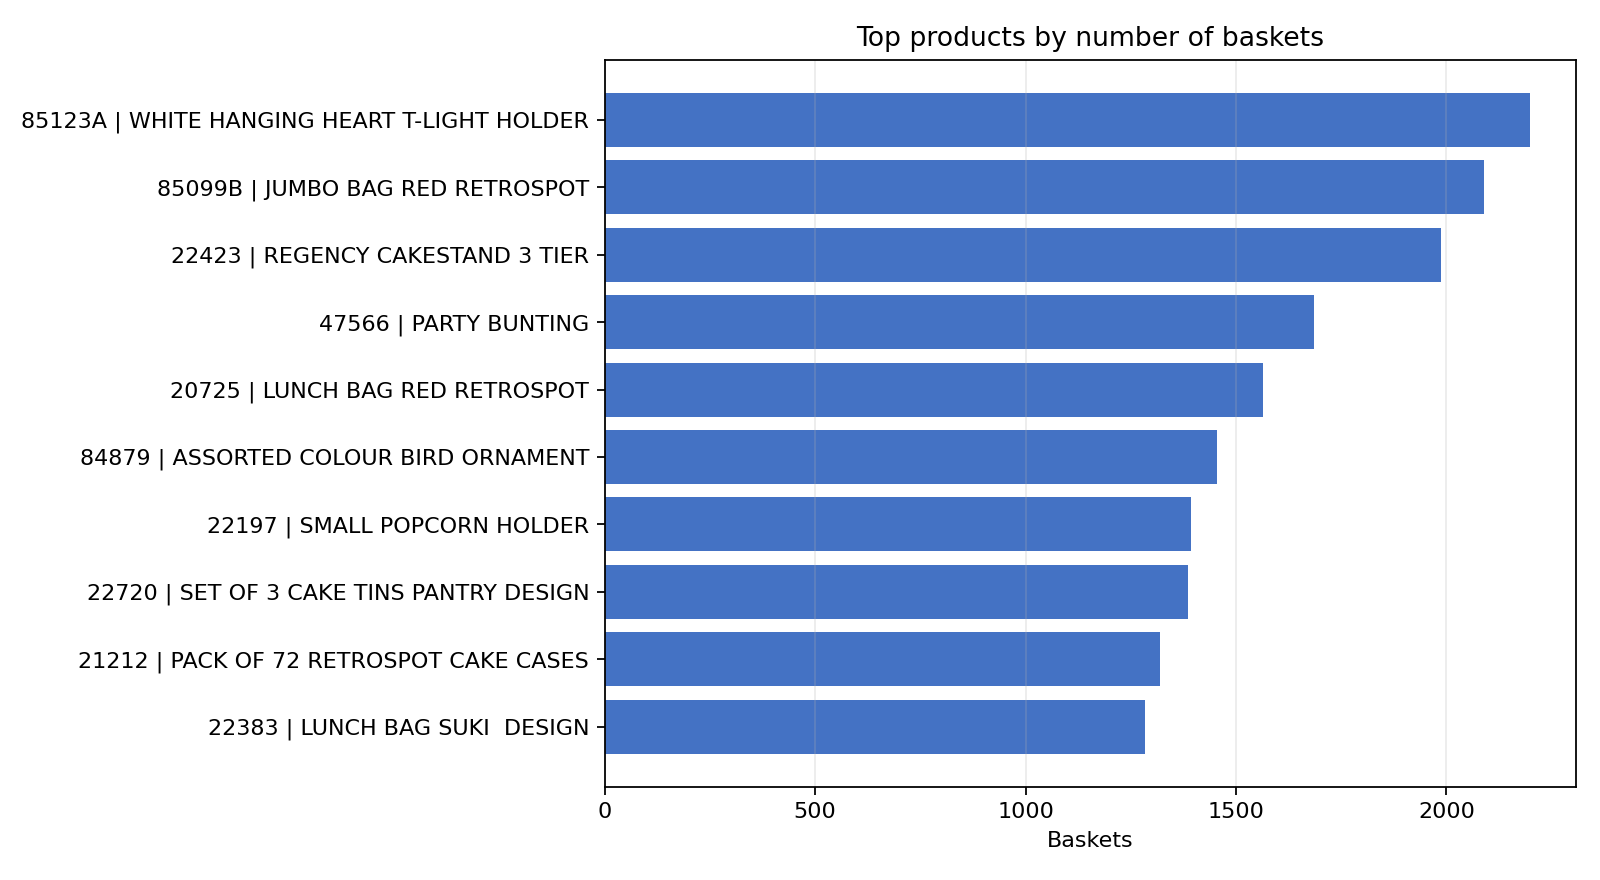 Top products by number of baskets
85123A | WHITE HANGING HEART T-LIGHT HOLDER
85099B | JUMBO BAG RED RETROSPOT
22423 | REGENCY CAKESTAND 3 TIER
47566 | PARTY BUNTING
20725 | LUNCH BAG RED RETROSPOT
84879 | ASSORTED COLOUR BIRD ORNAMENT
22197 | SMALL POPCORN HOLDER
22720 | SET OF 3 CAKE TINS PANTRY DESIGN
21212 | PACK OF 72 RETROSPOT CAKE CASES
22383 | LUNCH BAG SUKI  DESIGN
0 500 1000 1500 2000
Baskets